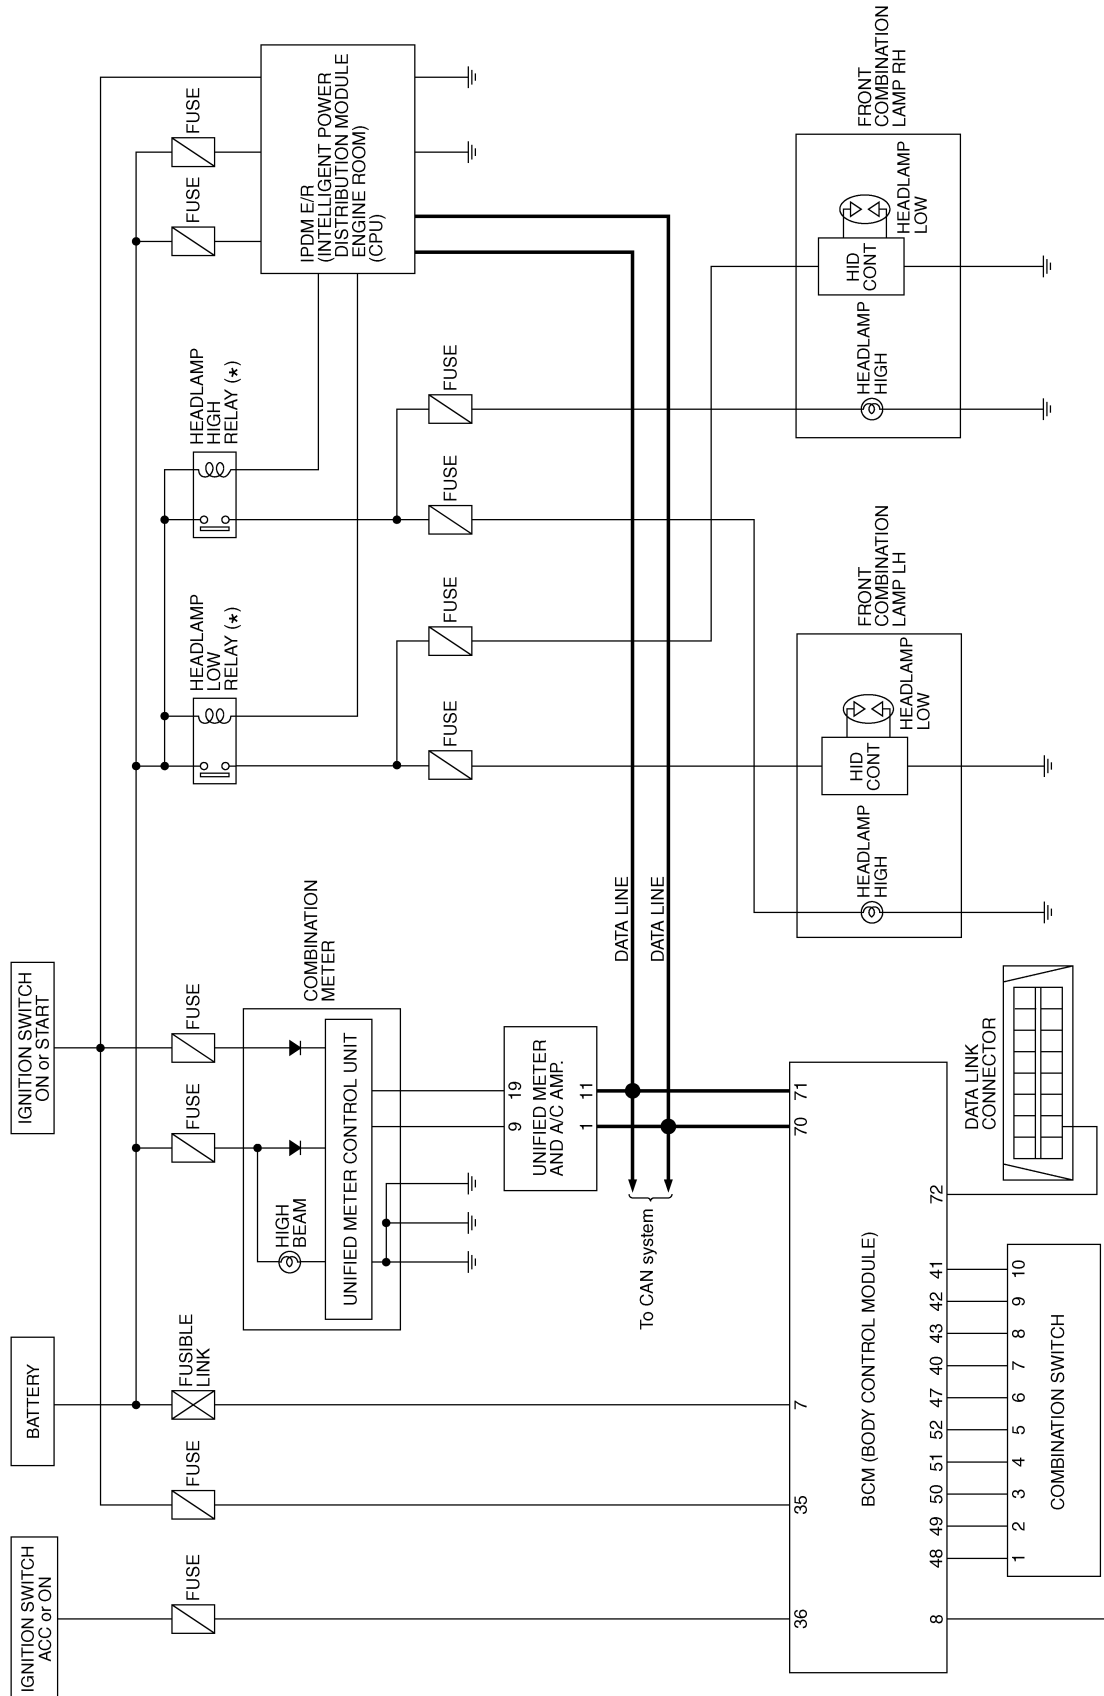 IGNITION SWITCH
ACC or ON
BATTERY
IGNITION SWITCH
ON or START
FUSE
FUSE
FUSIBLE
LINK
FUSE
FUSE
HEADLAMP
LOW
RELAY (*)
HEADLAMP
HIGH
RELAY (*)
FUSE
FUSE
HIGH
BEAM
COMBINATION
METER
UNIFIED METER CONTROL UNIT
IPDM E/R
(INTELLIGENT POWER
DISTRIBUTION MODULE
ENGINE ROOM)
(CPU)
FUSE
FUSE
FUSE
FUSE
9
19
UNIFIED METER
AND A/C AMP.
1
11
DATA LINE
DATA LINE
To CAN system
36
35
7
70
71
BCM (BODY CONTROL MODULE)
72
8
48
49
50
51
52
47
40
43
42
41
1
2
3
4
5
6
7
8
9
10
COMBINATION SWITCH
DATA LINK
CONNECTOR
FRONT
COMBINATION
LAMP LH
HEADLAMP
HIGH
HID
CONT
HEADLAMP
LOW
FRONT
COMBINATION
LAMP RH
HEADLAMP
HIGH
HID
CONT
HEADLAMP
LOW